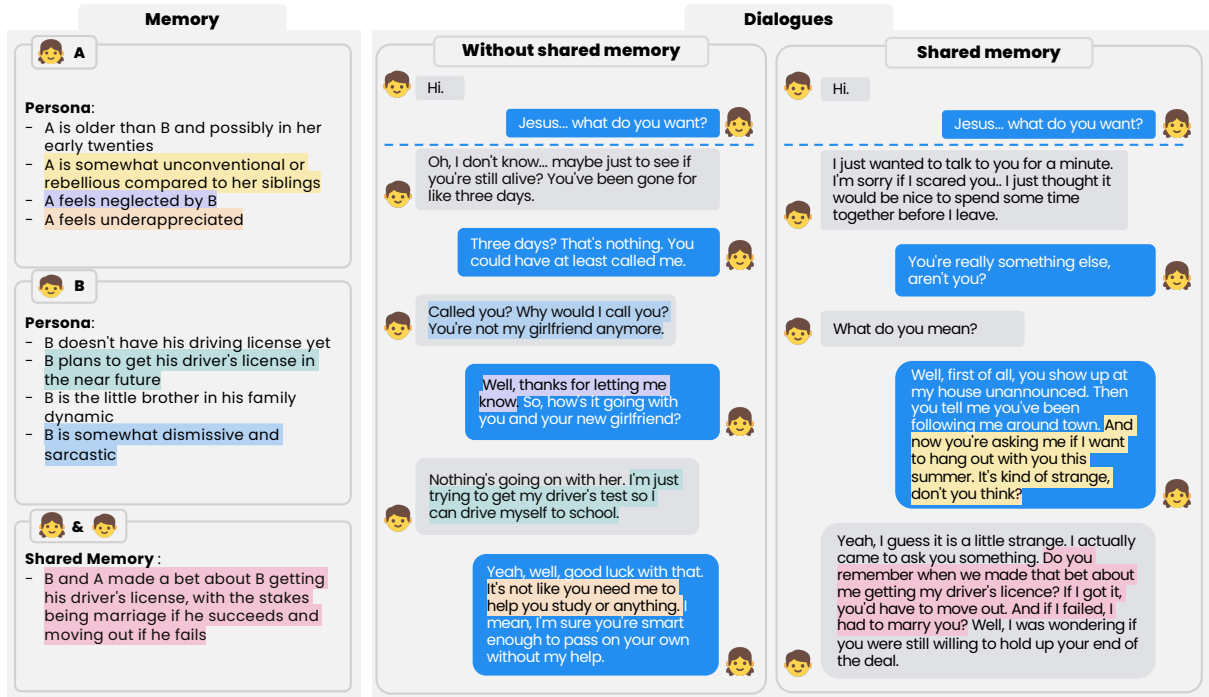 Memory
A
Persona:
- A is older than B and possibly in her
early twenties
- A is somewhat unconventional or
rebellious compared to her siblings
- A feels neglected by B
- A feels underappreciated
B
Persona:
- B doesn't have his driving license yet
- B plans to get his driver's license in
the near future
- B is the little brother in his family
dynamic
- B is somewhat dismissive and
sarcastic
&
Shared Memory :
- B and A made a bet about B getting
his driver's license, with the stakes
being marriage if he succeeds and
moving out if he fails
Dialogues
Without shared memory
Hi.
Jesus... what do you want?
Oh, I don't know... maybe just to see if
you're still alive? You've been gone for
like three days.
Three days? That's nothing. You
could have at least called me.
Called you? Why would I call you?
You're not my girlfriend anymore.
Well, thanks for letting me
know. So, how's it going with
you and your new girlfriend?
Nothing's going on with her. I'm just
trying to get my driver's test so I
can drive myself to school.
Yeah, well, good luck with that.
It's not like you need me to
help you study or anything. I
mean, I'm sure you're smart
enough to pass on your own
without my help.
Shared memory
Hi.
Jesus... what do you want?
I just wanted to talk to you for a minute.
I'm sorry if I scared you.. I just thought it
would be nice to spend some time
together before I leave.
You're really something else,
aren't you?
What do you mean?
Well, first of all, you show up at
my house unannounced. Then
you tell me you've been
following me around town. And
now you're asking me if I want
to hang out with you this
summer. It's kind of strange,
don't you think?
Yeah, I guess it is a little strange. I actually
came to ask you something. Do you
remember when we made that bet about
me getting my driver's licence? If I got it,
you'd have to move out. And if I failed, I
had to marry you? Well, I was wondering if
you were still willing to hold up your end of
the deal.